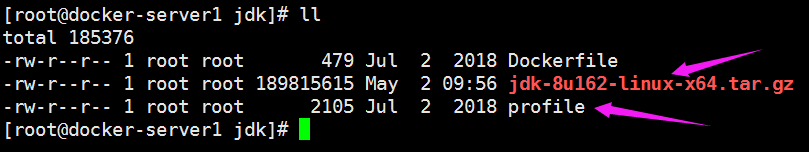 [root@docker-server1 jdk]# ll
total 185376
-rw-r--r-- 1 root root       479 Jul  2  2018 Dockerfile
-rw-r--r-- 1 root root 189815615 May  2 09:56 jdk-8u162-linux-x64.tar.gz
-rw-r--r-- 1 root root      2105 Jul  2  2018 profile
[root@docker-server1 jdk]#